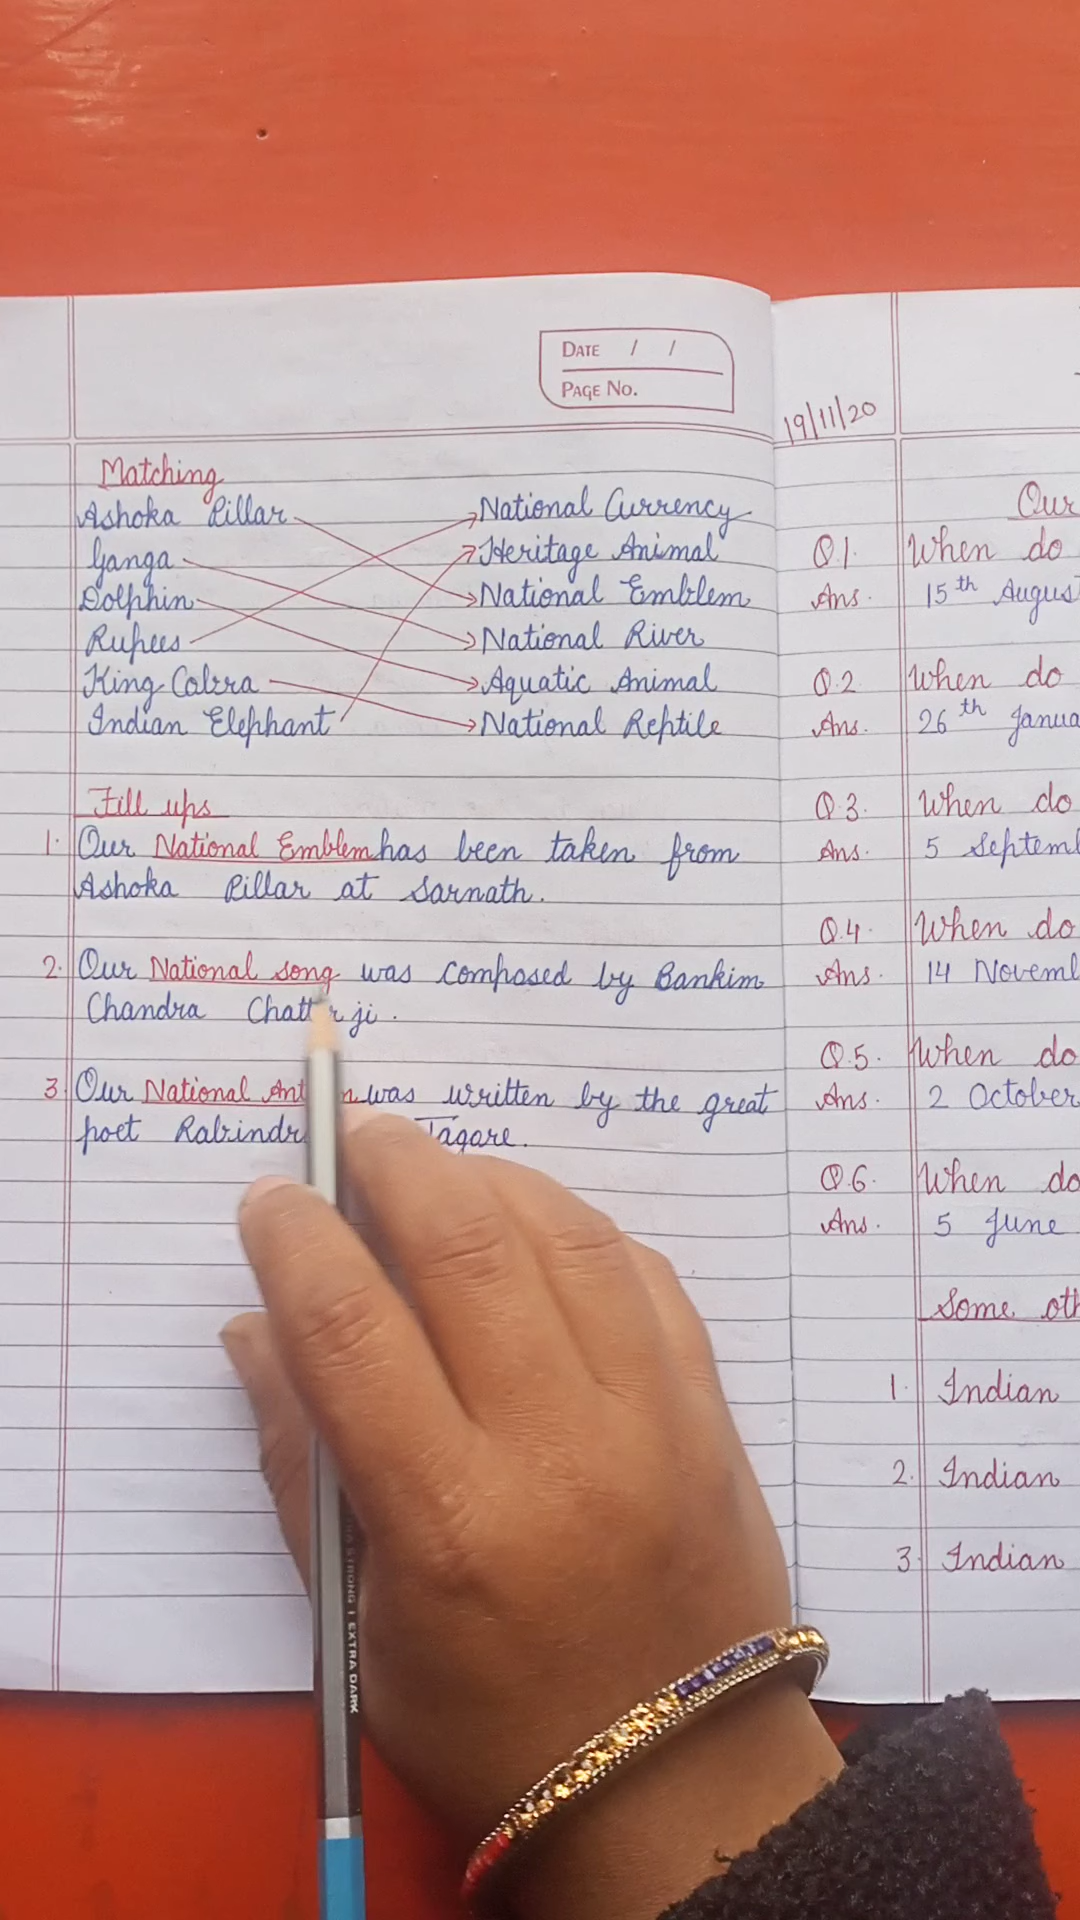 DATE / /
PAGE NO.
Matching
Ashoka Pillar National Currency
Ganga Heritage Animal
Dolphin National Emblem
Rupees National River
King Cobra Aquatic Animal
Indian Elephant National Reptile
Fill ups
1. Our National Emblem has been taken from
Ashoka Pillar at Sarnath.
2. Our National song was composed by Bankim
Chandra Chatterji.
3. Our National was written by the great
poet Tagore.
19/11/20
Our
Q.1. When do
Ans. 15th
Q.2 When do
Ans. 26th
Q.3. When do
Ans. 5
Q.4. When do
Ans. 14
Q.5. When do
Ans. 2 October
Q.6. When do
Ans. 5 June
Some
1. Indian
2. Indian
3. Indian
STRONG | EXTRA DARK